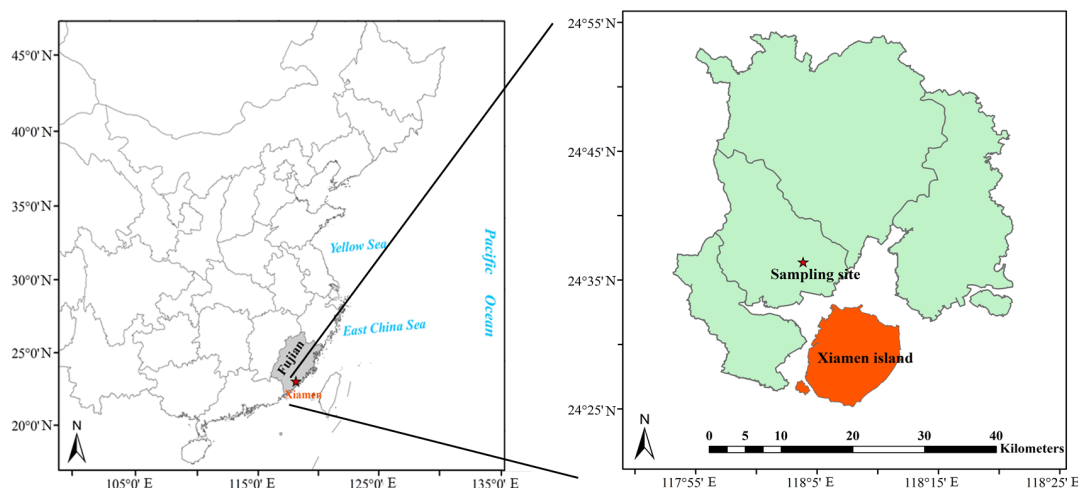 45°0' N
40°0' N
35°0' N
30°0' N
25°0' N
20°0' N
105°0' E
115°0' E
125°0' E
135°0' E
Yellow Sea
East China Sea
Pacific Ocean
Fujian
Xiamen
N
24°55' N
24°45' N
24°35' N
24°25' N
117°55' E
118°5' E
118°15' E
118°25' E
Sampling site
Xiamen island
N
0 5 10 20 30 40
Kilometers